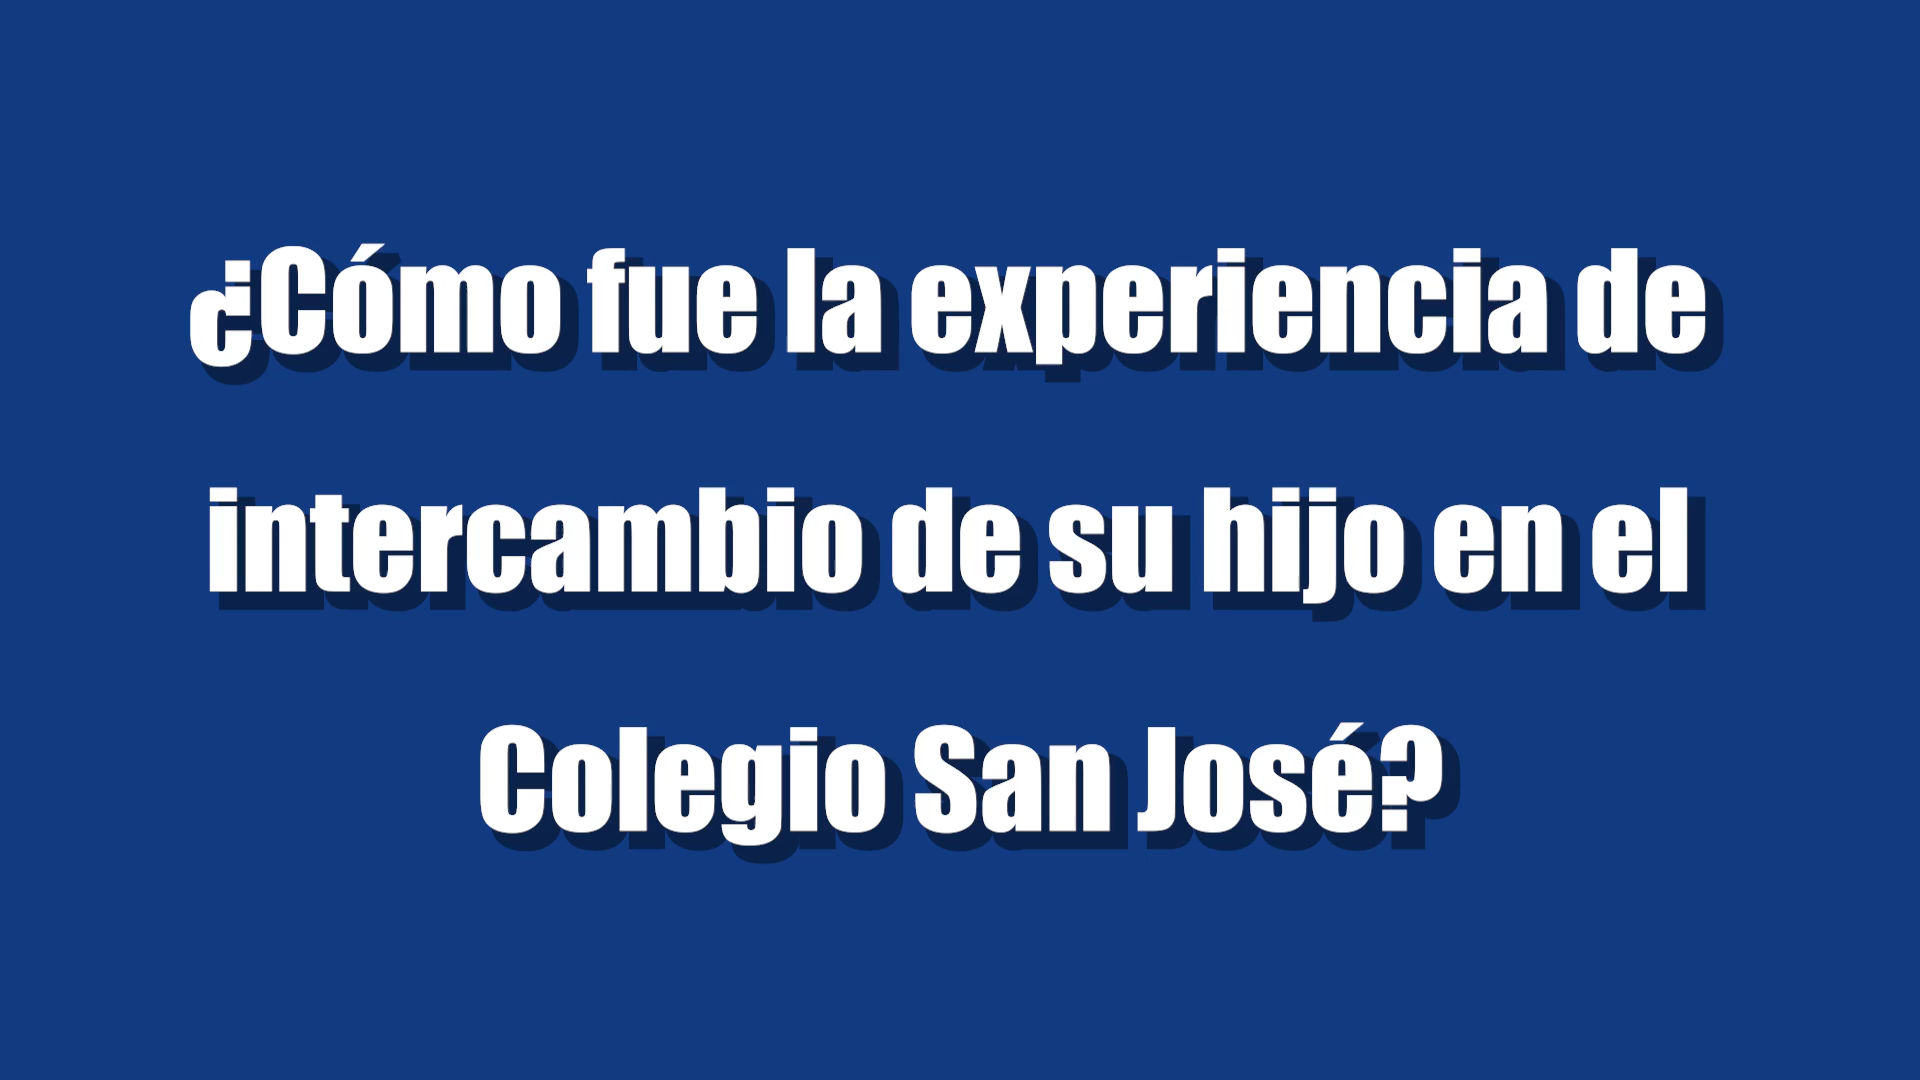 ¿Cómo fue la experiencia de
intercambio de su hijo en el
Colegio San José?